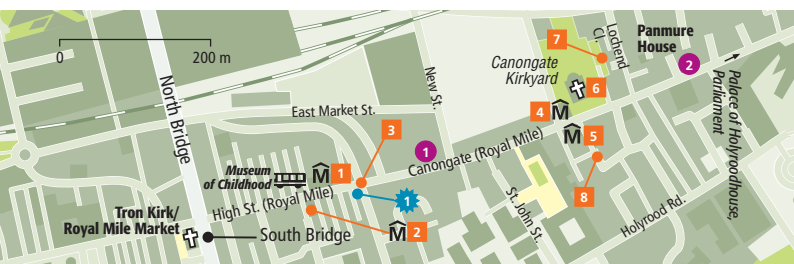 0
200 m
North Bridge
East Market St.
New St.
7
Lochend
Cl.
Panmure
House
2
Canongate
Kirkyard
6
Palace of Holyroodhouse,
Parliament
4
M
M
5
3
1
Canongate (Royal Mile)
Museum
of Childhood
M
1
1
High St. (Royal Mile)
8
St. John St.
Holyrood Rd.
Tron Kirk/
Royal Mile Market
South Bridge
M
2